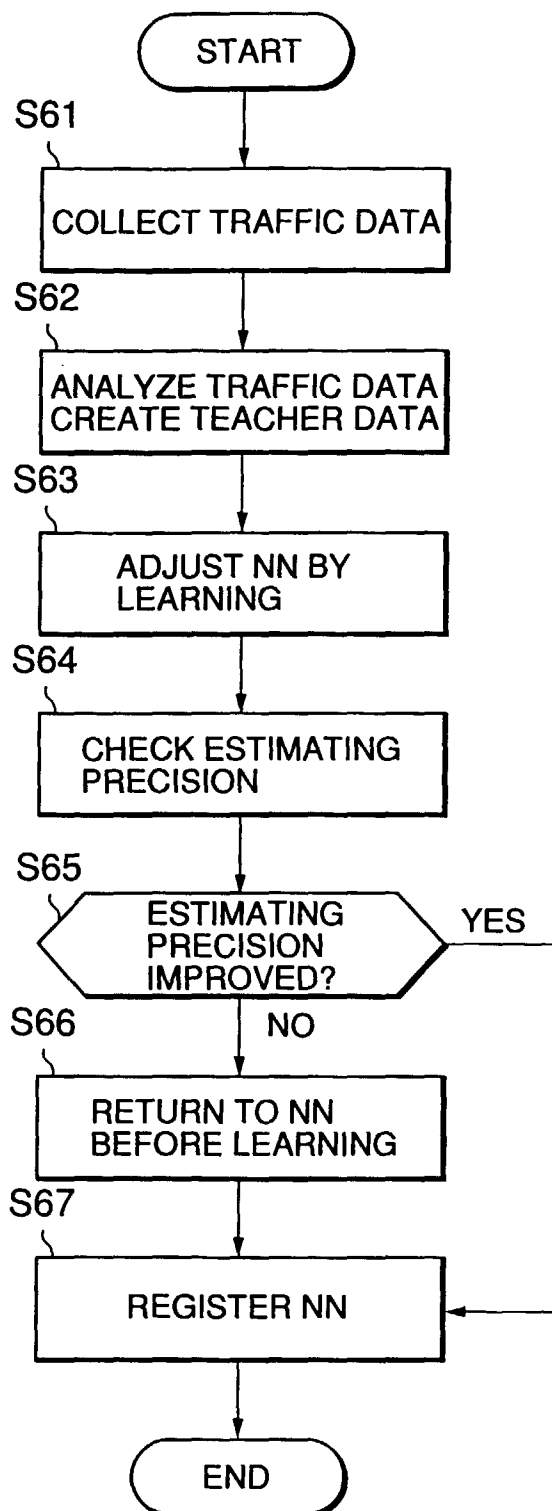 START
S61
COLLECT TRAFFIC DATA
S62
ANALYZE TRAFFIC DATA
CREATE TEACHER DATA
S63
ADJUST NN BY
LEARNING
S64
CHECK ESTIMATING
PRECISION
S65
ESTIMATING
PRECISION
IMPROVED?
YES
NO
S66
RETURN TO NN
BEFORE LEARNING
S67
REGISTER NN
END